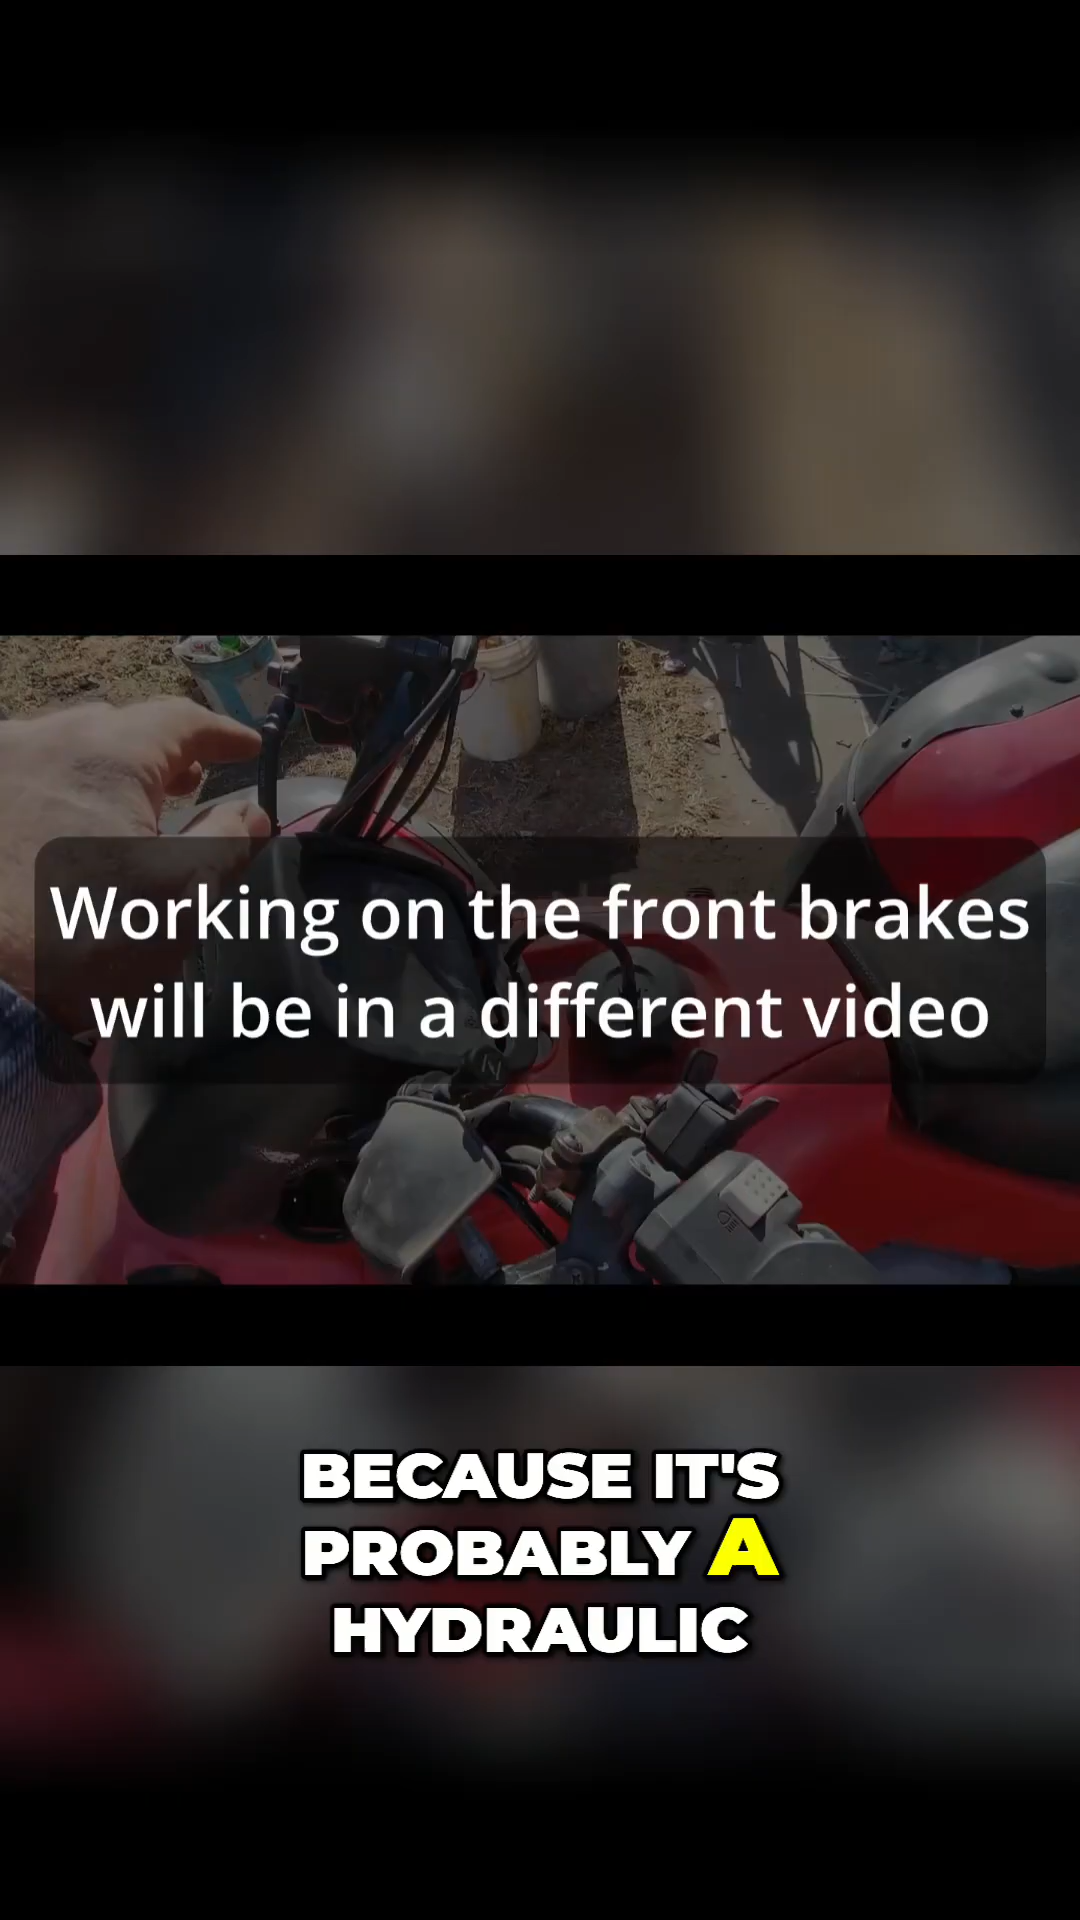 Working on the front brakes
will be in a different video
BECAUSE IT'S
PROBABLY A
HYDRAULIC